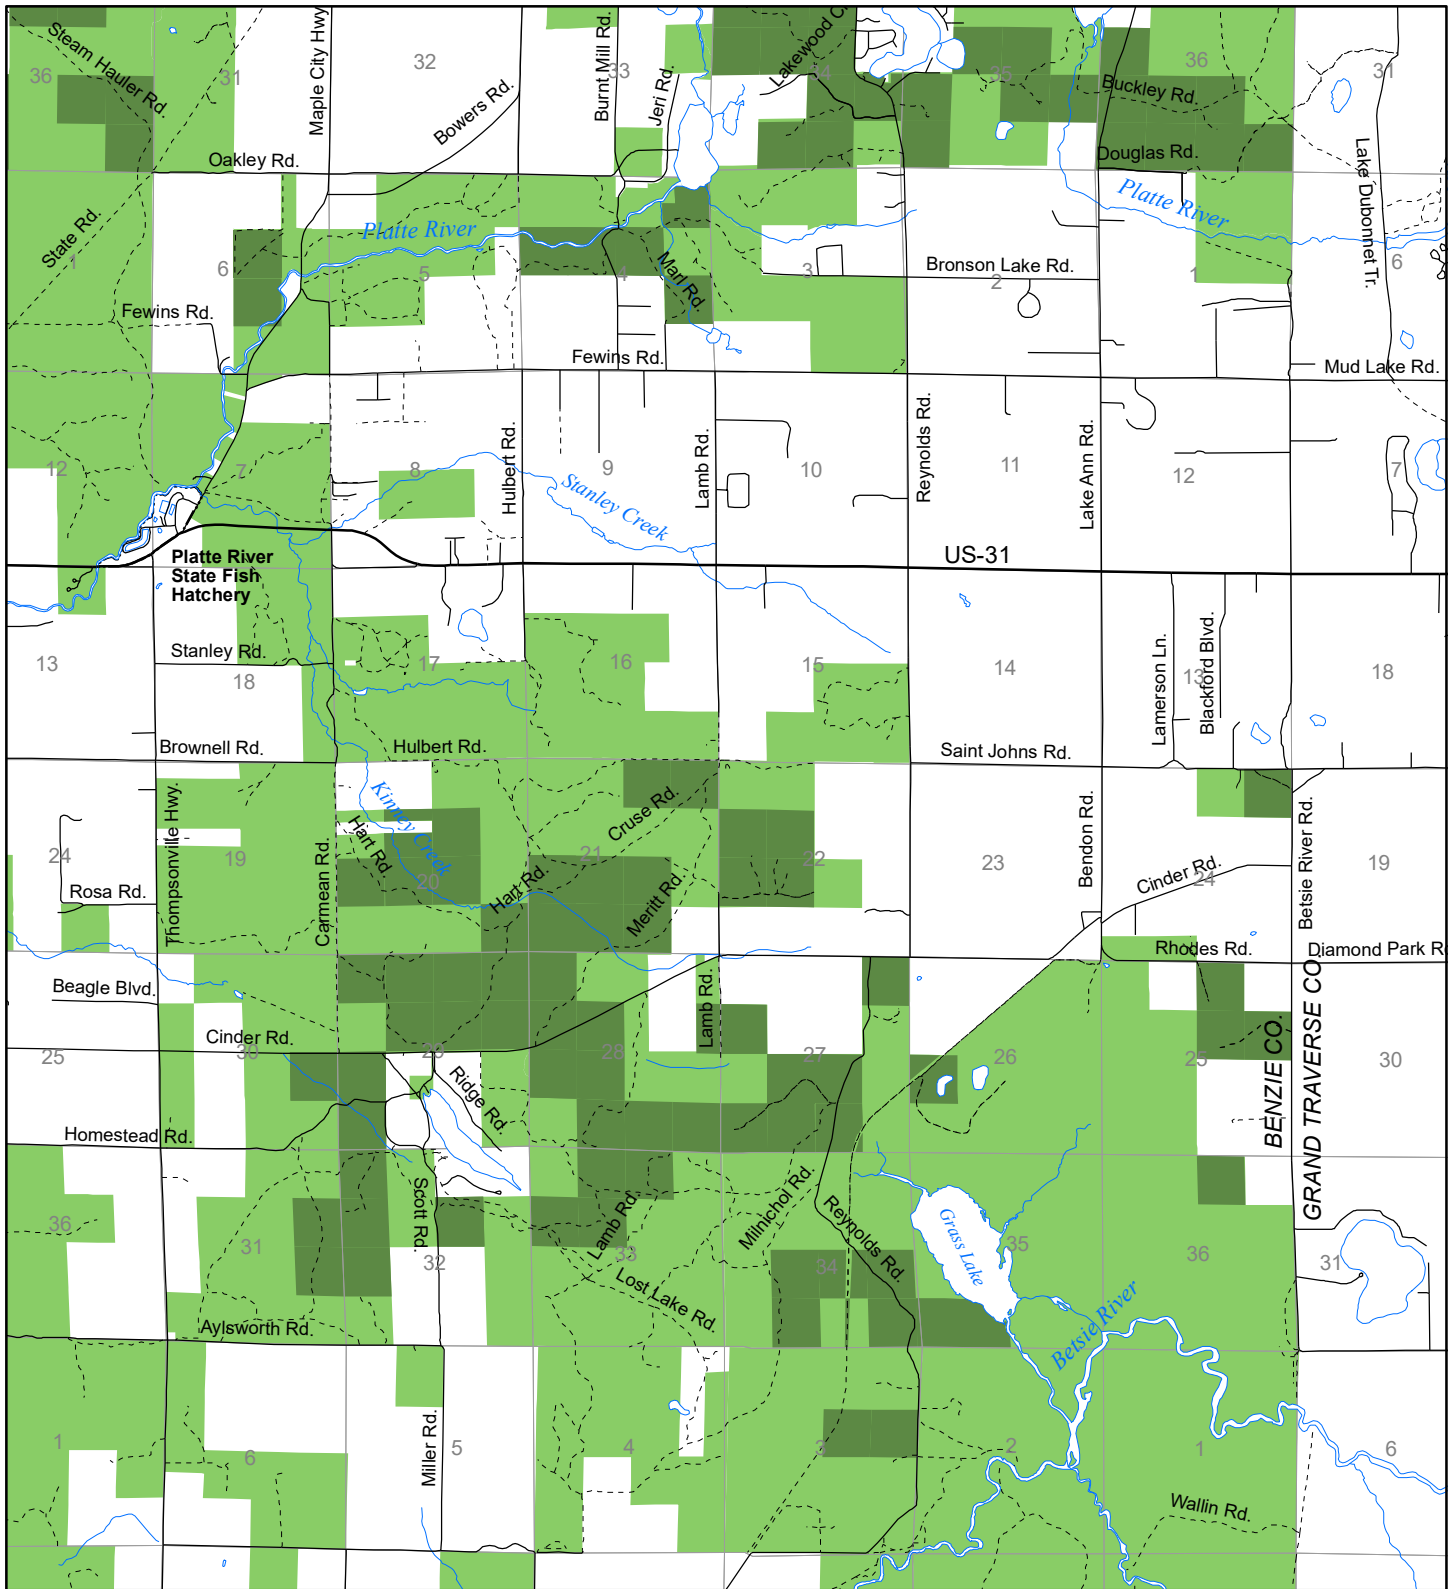 Steam Hauler Rd.
36
31
Maple City Hwy
32
Bowers Rd.
Burnt Mill Rd.
33
Jeri Rd.
34
35
Buckley Rd.
36
31
Oakley Rd.
Douglas Rd.
Lake Dubonnet Tr.
State Rd.
1
6
Platte River
5
4
Marl Rd
3
Bronson Lake Rd.
2
Platte River
1
6
Fewins Rd.
Fewins Rd.
Mud Lake Rd.
12
7
8
Hulbert Rd.
9
Stanley Creek
Lamb Rd.
10
Reynolds Rd.
11
Lake Ann Rd.
12
7
US-31
Platte River
State Fish
Hatchery
13
Stanley Rd.
18
17
16
15
14
Lamerson Ln.
13
Blackford Blvd.
18
Brownell Rd.
Hulbert Rd.
Saint Johns Rd.
24
Rosa Rd.
Thompsonville Hwy.
19
Carmean Rd.
Kinney Creek
Hart Rd.
20
Hart Rd.
21
Cruse Rd.
Meritt Rd.
22
23
Bendon Rd.
Cinder Rd.
24
Betsie River Rd.
19
Rhodes Rd.
Diamond Park R
Beagle Blvd.
25
Cinder Rd.
30
29
Ridge Rd.
28
Lamb Rd.
27
26
25
BENZIE CO.
GRAND TRAVERSE CO.
30
Homestead Rd.
36
31
Scott Rd.
32
Lamb Rd.
33
Lost Lake Rd.
Milnichol Rd.
Reynolds Rd.
34
Grass Lake
35
Betsie River
36
31
Aylsworth Rd.
1
6
Miller Rd.
5
4
3
2
1
Wallin Rd.
6